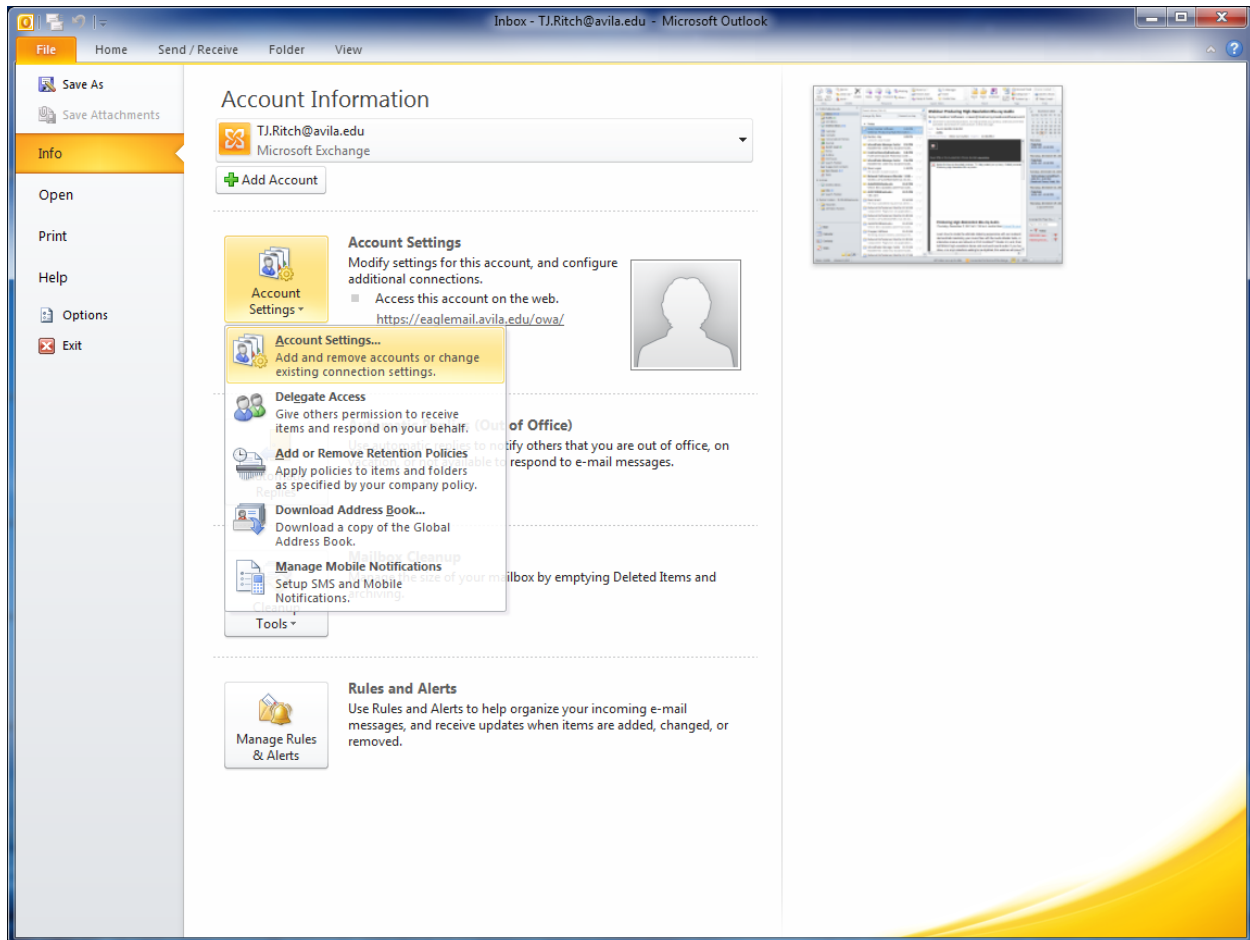 Inbox - TJ.Ritch@avila.edu - Microsoft Outlook
File Home Send / Receive Folder View
Save As
Save Attachments
Info
Open
Print
Help
Options
Exit
Account Information
TJ.Ritch@avila.edu
Microsoft Exchange
Add Account
Account Settings
Account Settings
Modify settings for this account, and configure
additional connections.
Access this account on the web.
https://eaglemail.avila.edu/owa/
Account Settings...
Add and remove accounts or change
existing connection settings.
Delegate Access
Give others permission to receive
items and respond on your behalf.
Add or Remove Retention Policies
Apply policies to items and folders
as specified by your company policy.
Download Address Book...
Download a copy of the Global
Address Book.
Manage Mobile Notifications
Setup SMS and Mobile
Notifications.
(Out of Office)
Use automatic replies to notify others that you are out of office, on
respond to e-mail messages.
Replies
Mailbox Cleanup
Manage the size of your mailbox by emptying Deleted Items and
archiving.
Cleanup
Tools
Manage Rules
& Alerts
Rules and Alerts
Use Rules and Alerts to help organize your incoming e-mail
messages, and receive updates when items are added, changed, or
removed.